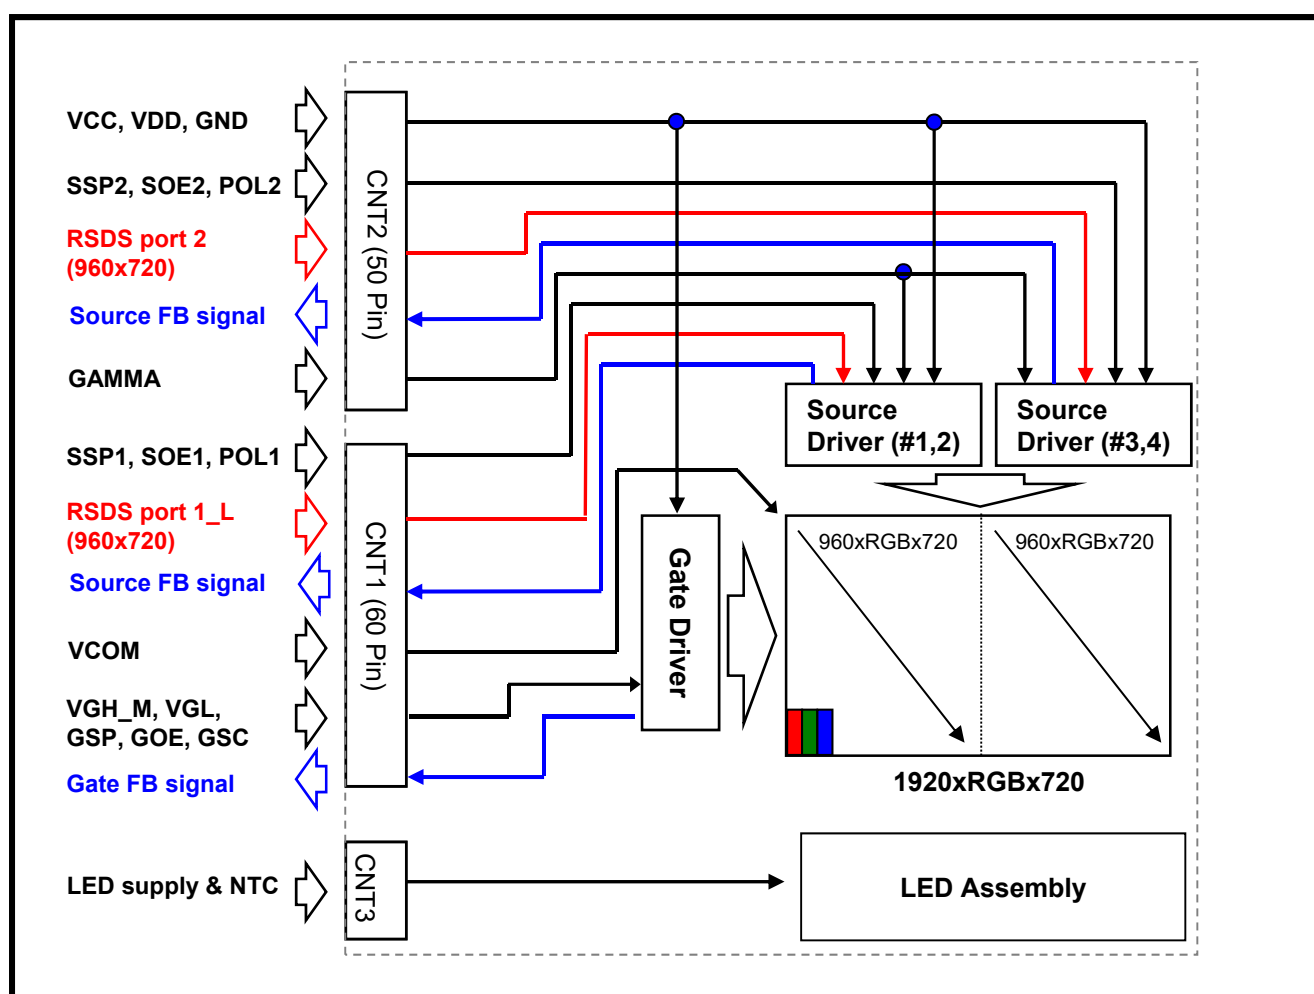 VCC, VDD, GND
SSP2, SOE2, POL2
RSDS port 2
(960x720)
Source FB signal
GAMMA
SSP1, SOE1, POL1
RSDS port 1_L
(960x720)
Source FB signal
VCOM
VGH_M, VGL,
GSP, GOE, GSC
Gate FB signal
LED supply & NTC
CNT2 (50 Pin)
CNT1 (60 Pin)
CNT3
Source
Driver (#1,2)
Source
Driver (#3,4)
Gate Driver
960xRGBx720
960xRGBx720
1920xRGBx720
LED Assembly